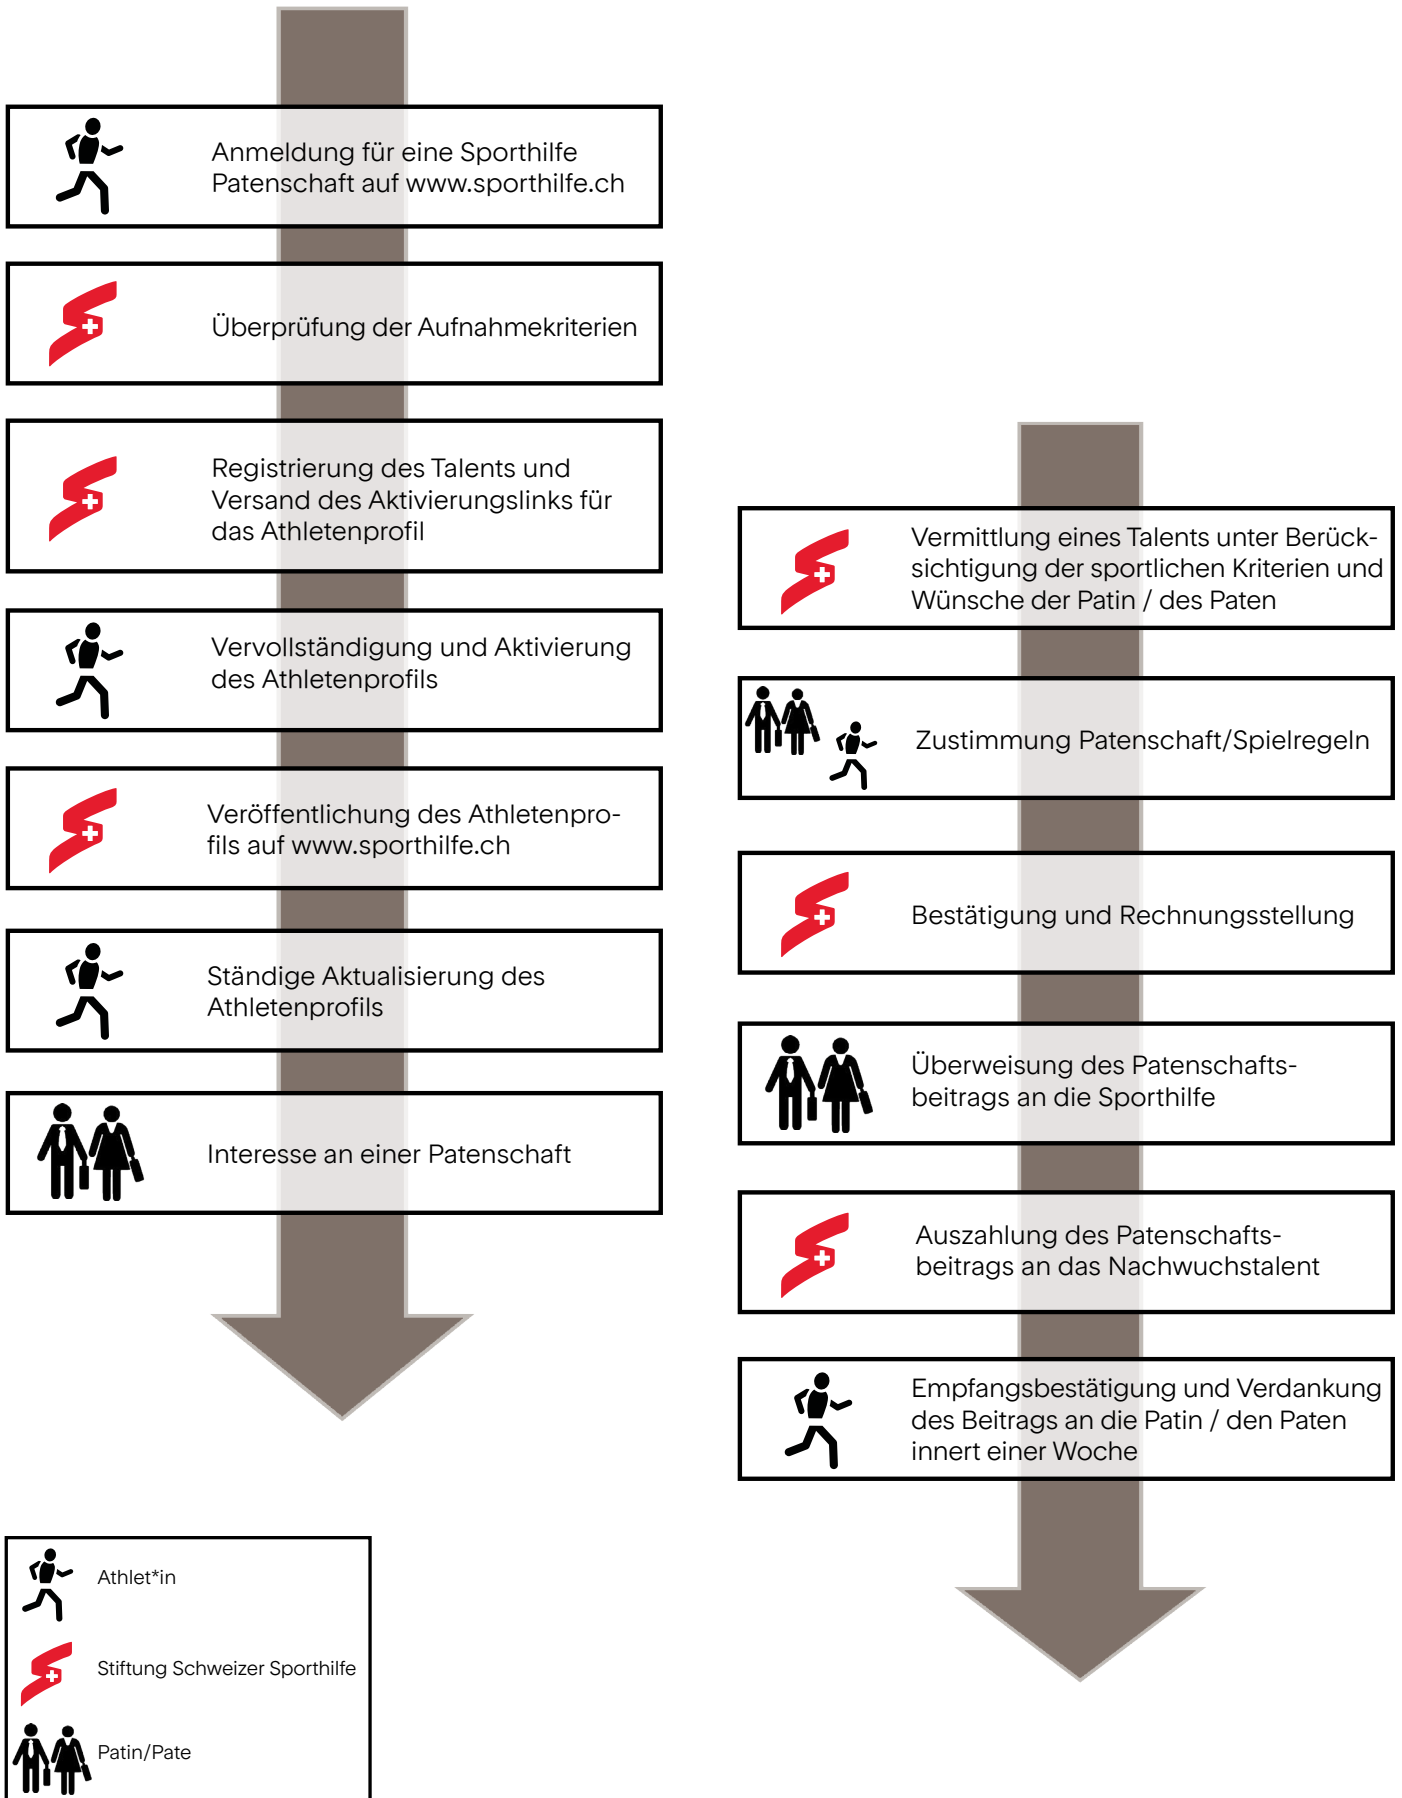 Anmeldung für eine Sporthilfe
Patenschaft auf www.sporthilfe.ch
Überprüfung der Aufnahmekriterien
Registrierung des Talents und
Versand des Aktivierungslinks für
das Athletenprofil
Vervollständigung und Aktivierung
des Athletenprofils
Veröffentlichung des Athletenpro-
fils auf www.sporthilfe.ch
Ständige Aktualisierung des
Athletenprofils
Interesse an einer Patenschaft
Vermittlung eines Talents unter Berück-
sichtigung der sportlichen Kriterien und
Wünsche der Patin / des Paten
Zustimmung Patenschaft/Spielregeln
Bestätigung und Rechnungsstellung
Überweisung des Patenschafts-
beitrags an die Sporthilfe
Auszahlung des Patenschafts-
beitrags an das Nachwuchstalent
Empfangsbestätigung und Verdankung
des Beitrags an die Patin / den Paten
innert einer Woche
Athlet*in
Stiftung Schweizer Sporthilfe
Patin/Pate